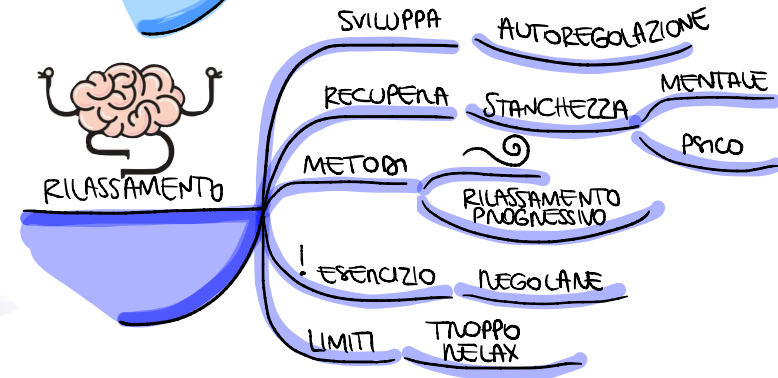 SVILUPPA
AUTOREGOLAZIONE
RECUPERA
STANCHEZZA
MENTALE
PSICO
METODI
RILASSAMENTO
PROGRESSIVO
RILASSAMENTO
! ESERCIZIO
REGOLARE
LIMITI
TROPPO
RELAX